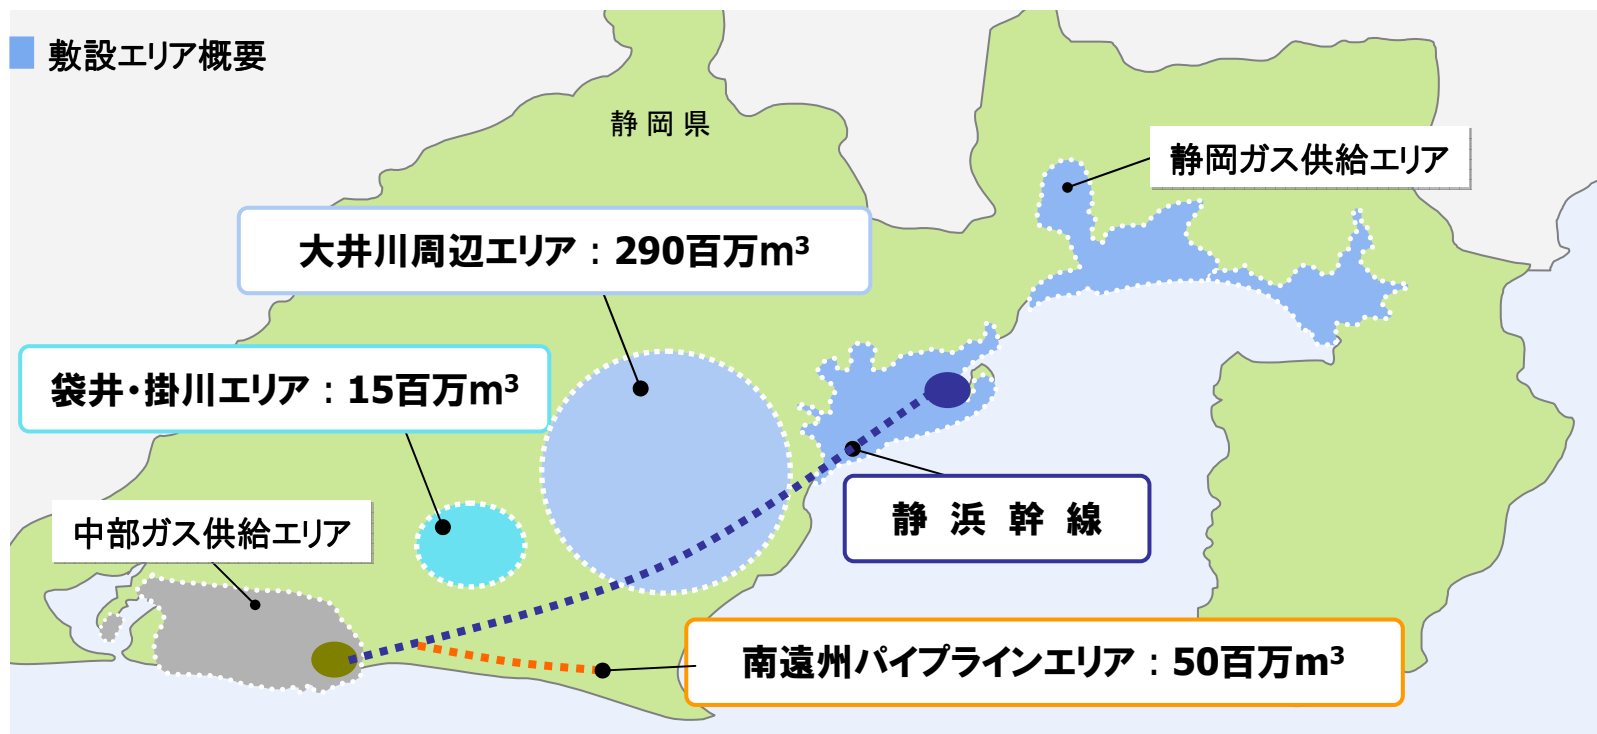 敷設エリア概要
静岡県
静岡ガス供給エリア
大井川周辺エリア：290百万m³
袋井・掛川エリア：15百万m³
中部ガス供給エリア
静浜幹線
南遠州パイプラインエリア：50百万m³